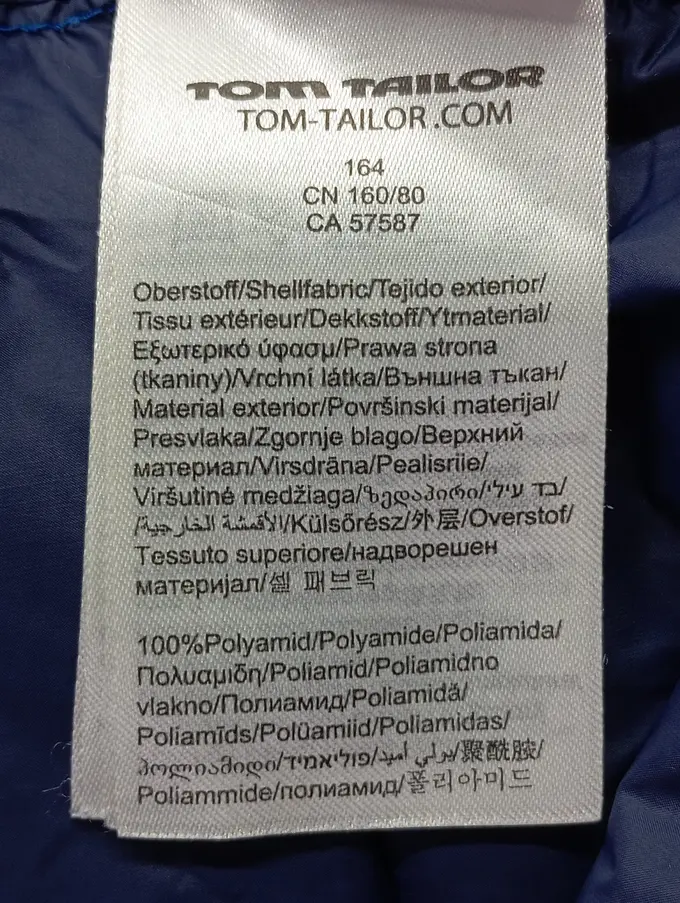 TOM TAILOR
TOM-TAILOR.COM
164
CN 160/80
CA 57587
Oberstoff/Shellfabric/Tejido exterior/
Tissu extérieur/Dekkstoff/Ytmaterial/
Εξωτερικό ύφασμ/Prawa strona
(tkaniny)/Vrchní látka/Външна тъкан/
Material exterior/Površinski materijal/
Presvlaka/Zgornje blago/Верхний
материал/Virsdrāna/Pealisriie/
Viršutinė medžiaga/ზედაპირი/בד עילי/
/الأقمشة الخارجية/Külsőrész/外层/Overstof/
Tessuto superiore/надворешен
материјал/셸 패브릭
100%Polyamid/Polyamide/Poliamida/
Πολυαμιδη/Poliamid/Poliamidno
vlakno/Полиамид/Poliamidă/
Poliamīds/Polüamiid/Poliamidas/
პოლიამიდი/פוליאמיד/بولي أميد/聚酰胺/
Poliammide/полиамид/폴리아미드